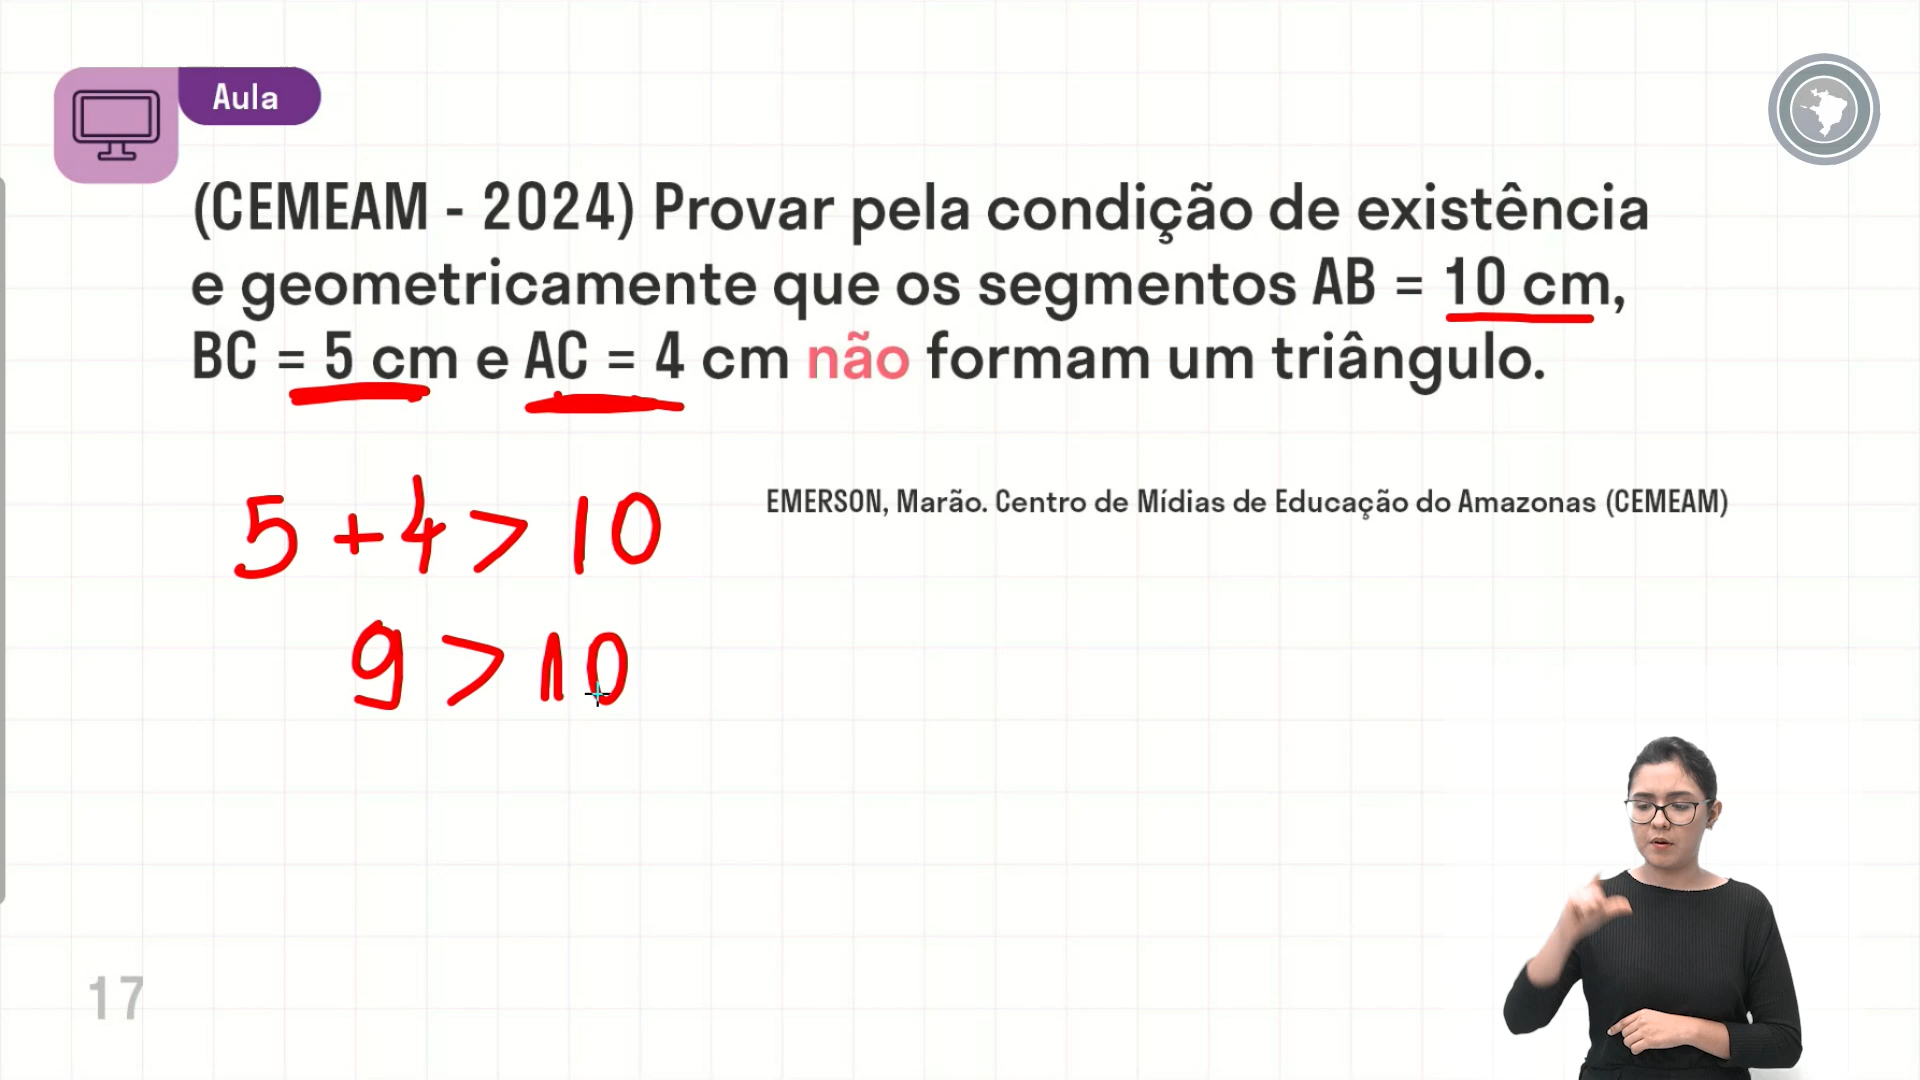 Aula
(CEMEAM - 2024) Provar pela condição de existência
e geometricamente que os segmentos AB = 10 cm,
BC = 5 cm e AC = 4 cm não formam um triângulo.
EMERSON, Marão. Centro de Mídias de Educação do Amazonas (CEMEAM)
5 + 4 > 10
9 > 10
17